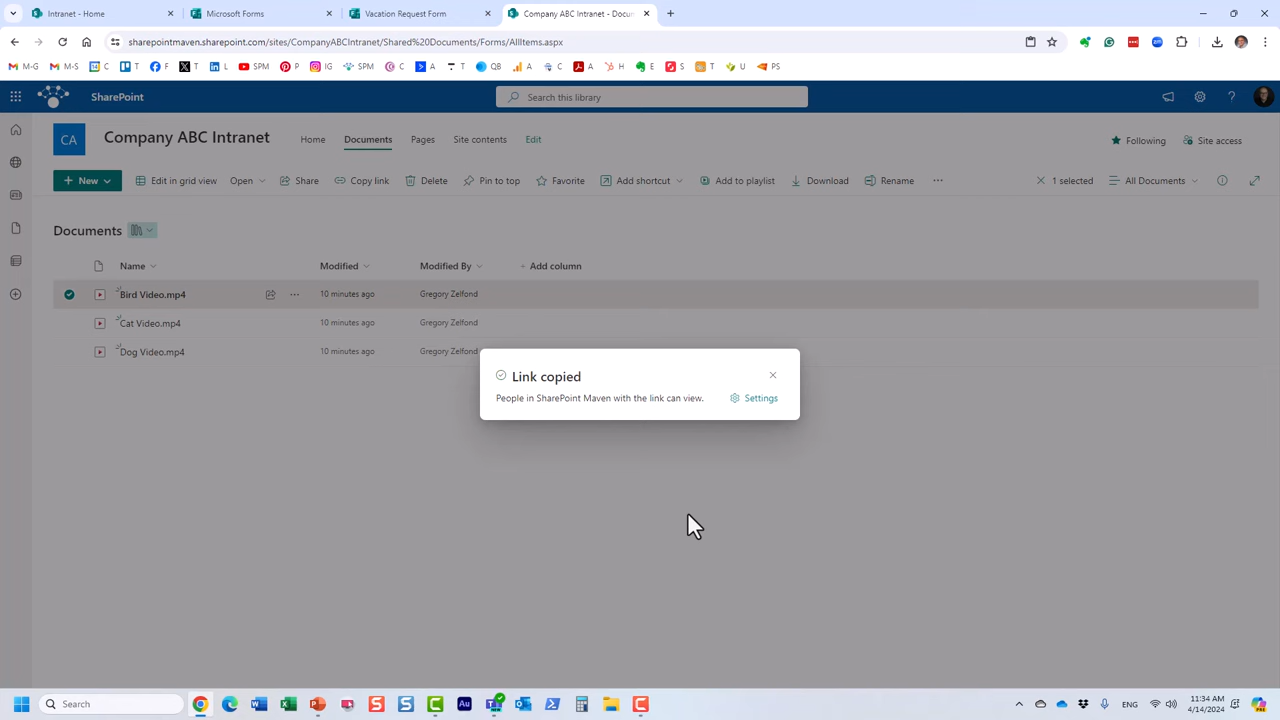 Intranet - Home
Microsoft Forms
Vacation Request Form
Company ABC Intranet - Docu
sharepointmaven.sharepoint.com/sites/CompanyABCIntranet/Shared%20Documents/Forms/AllItems.aspx
M-G M-S C T T L SPM P IG SPM C A T QB A C A H E S T U PS
SharePoint
Search this library
CA
Company ABC Intranet
Home
Documents
Pages
Site contents
Edit
Following
Site access
New
Edit in grid view
Open
Share
Copy link
Delete
Pin to top
Favorite
Add shortcut
Add to playlist
Download
Rename
1 selected
All Documents
Documents
Name Modified Modified By + Add column
Bird Video.mp4 10 minutes ago Gregory Zelfond
Cat Video.mp4 10 minutes ago Gregory Zelfond
Dog Video.mp4 10 minutes ago Gregory Zelfond
Link copied
People in SharePoint Maven with the link can view.
Settings
Search
ENG
11:34 AM
4/14/2024